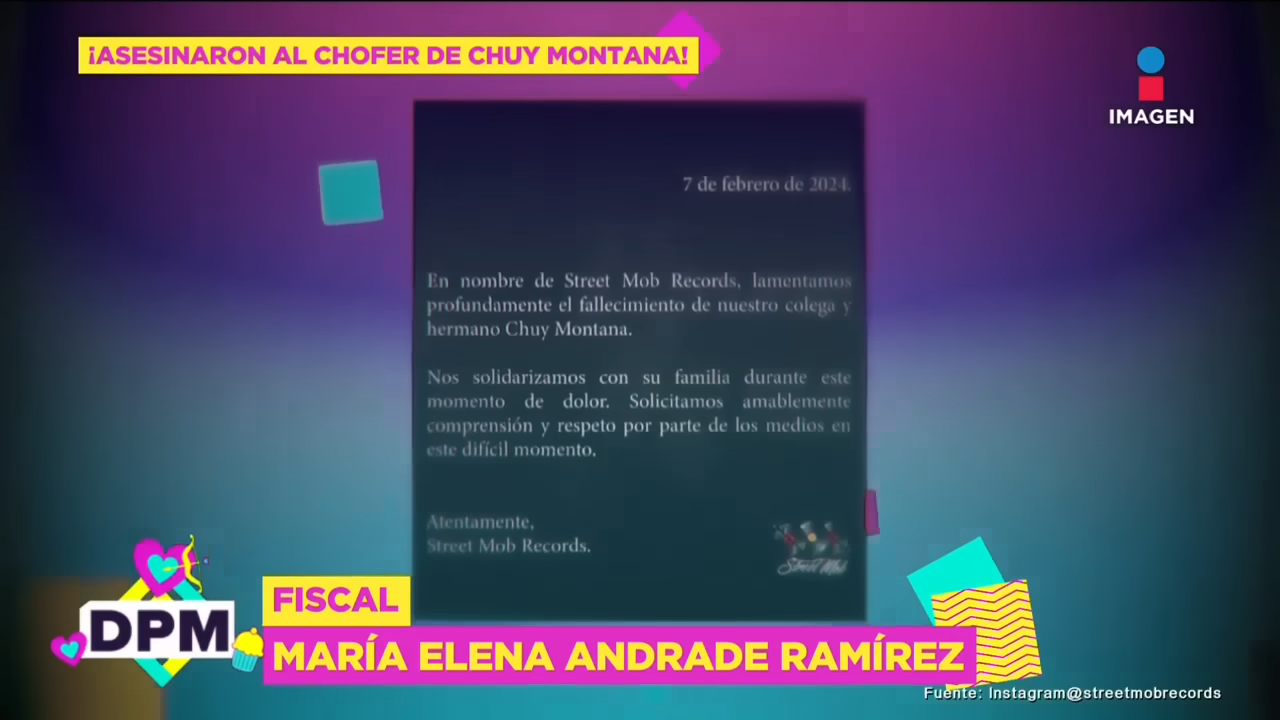 ¡ASESINARON AL CHOFER DE CHUY MONTANA!
IMAGEN
7 de febrero de 2024.
En nombre de Street Mob Records, lamentamos
profundamente el fallecimiento de nuestro colega y
hermano Chuy Montana.
Nos solidarizamos con su familia durante este
momento de dolor. Solicitamos amablemente
comprensión y respeto por parte de los medios en
este difícil momento.
Atentamente,
Street Mob Records.
Street Mob
FISCAL
DPM
MARÍA ELENA ANDRADE RAMÍREZ
Fuente: Instagram@streetmobrecords